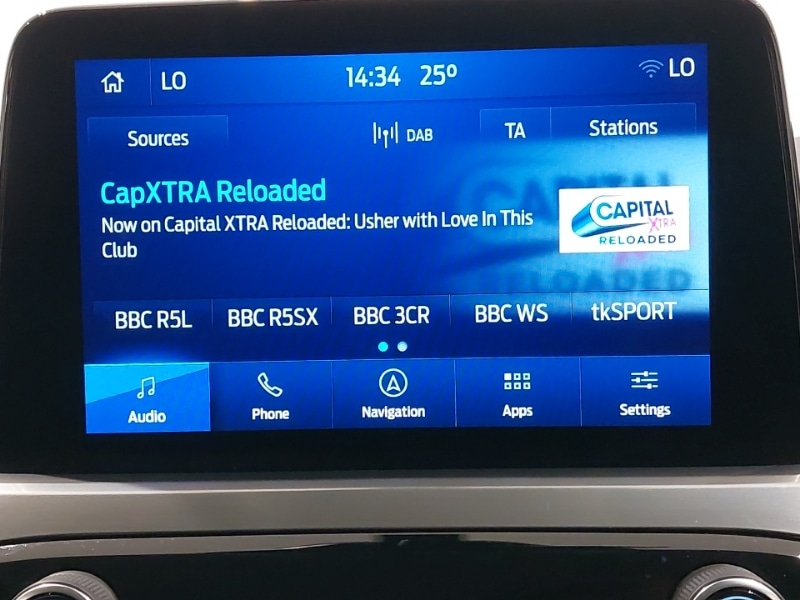 LO 14:34 25º LO
Sources DAB TA Stations
CapXTRA Reloaded
Now on Capital XTRA Reloaded: Usher with Love In This
Club
CAPITAL
XTRA
RELOADED
BBC R5L BBC R5SX BBC 3CR BBC WS tkSPORT
Audio Phone Navigation Apps Settings